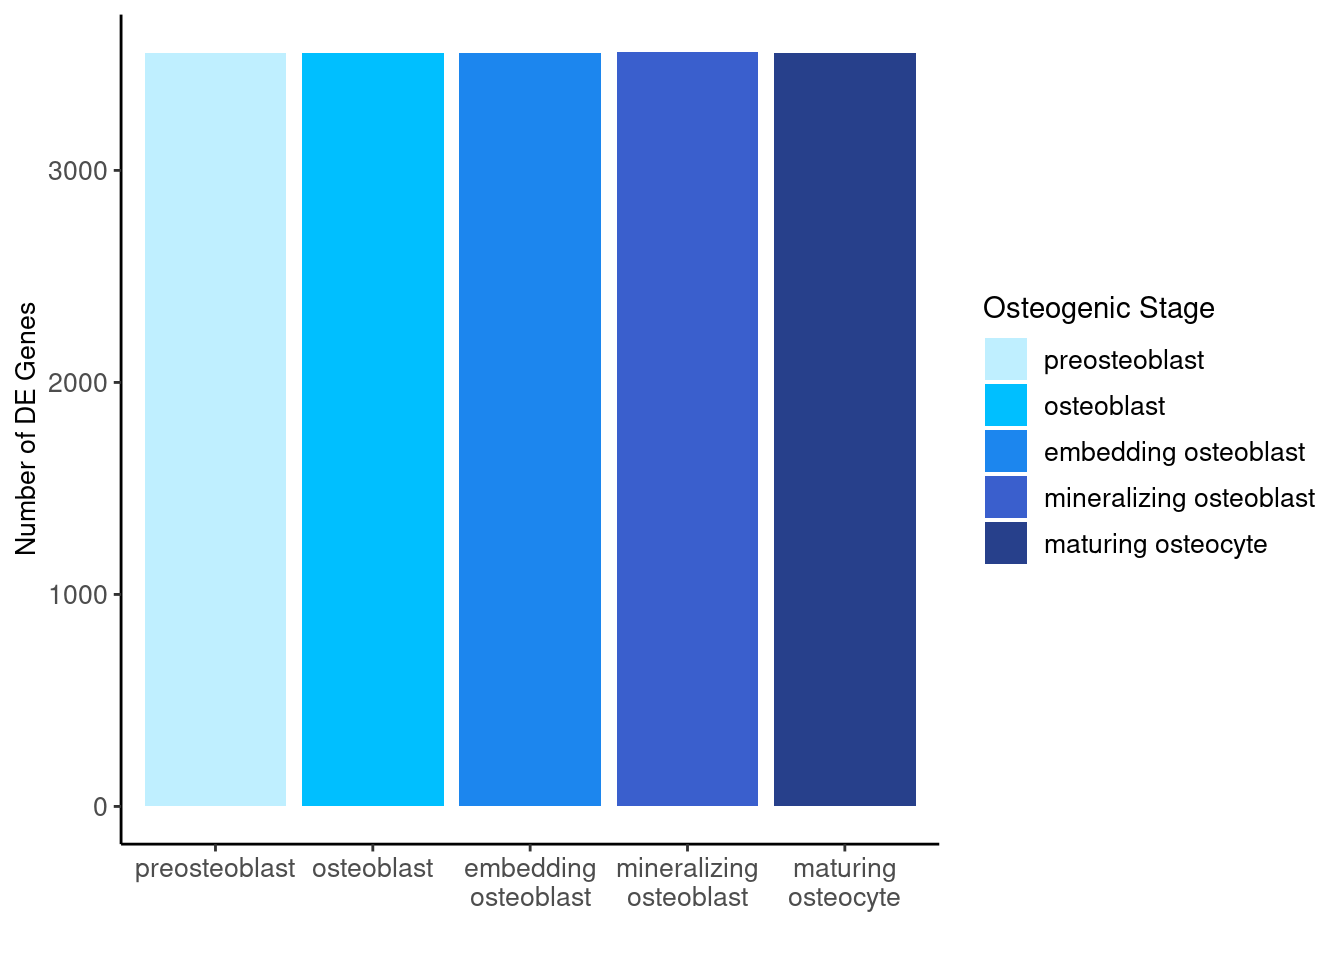 Number of DE Genes
3000
2000
1000
0
preosteoblast
osteoblast
embedding
osteoblast
mineralizing
osteoblast
maturing
osteocyte
Osteogenic Stage
preosteoblast
osteoblast
embedding osteoblast
mineralizing osteoblast
maturing osteocyte